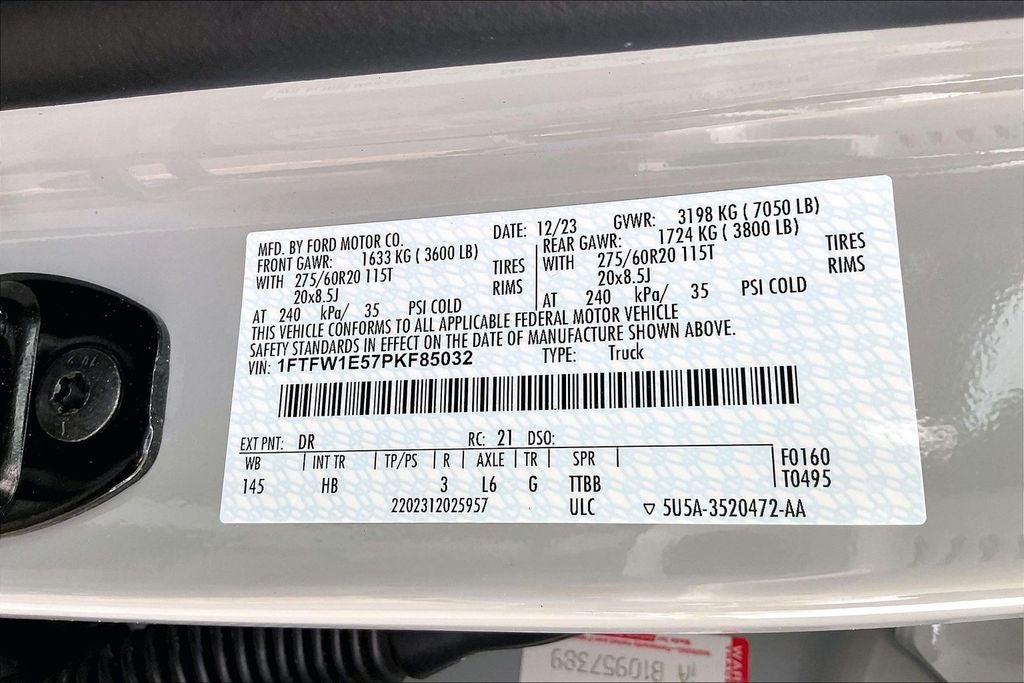 MFD. BY FORD MOTOR CO. DATE: 12/23 GVWR: 3198 KG ( 7050 LB)
FRONT GAWR: 1633 KG ( 3600 LB) REAR GAWR: 1724 KG ( 3800 LB)
WITH 275/60R20 115T TIRES WITH 275/60R20 115T TIRES
20x8.5J RIMS 20x8.5J RIMS
AT 240 kPa/ 35 PSI COLD AT 240 kPa/ 35 PSI COLD
THIS VEHICLE CONFORMS TO ALL APPLICABLE FEDERAL MOTOR VEHICLE
SAFETY STANDARDS IN EFFECT ON THE DATE OF MANUFACTURE SHOWN ABOVE.
VIN: 1FTFW1E57PKF85032 TYPE: Truck
EXT PNT: DR RC: 21 DSO:
WB INT TR TP/PS R AXLE TR SPR F0160
145 HB 3 L6 G TTBB T0495
2202312025957 ULC ▽ 5U5A-3520472-AA
B10957389